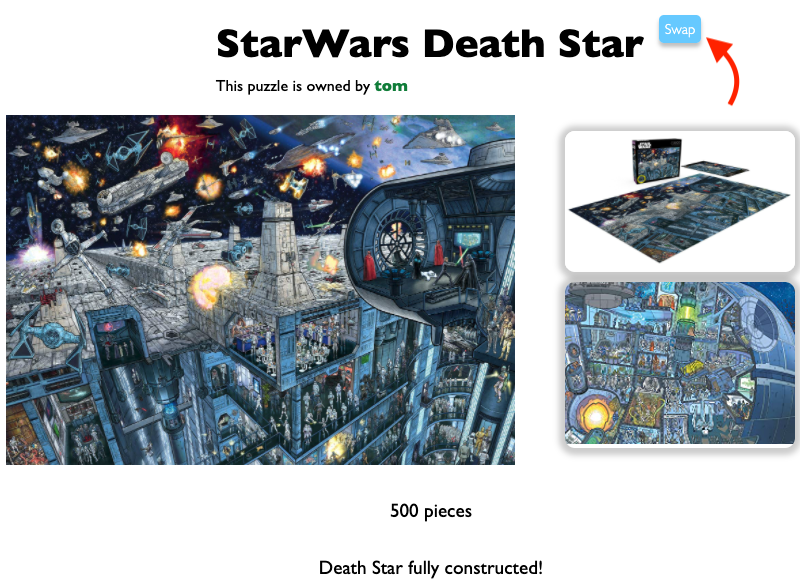 StarWars Death Star
Swap
This puzzle is owned by tom
500 pieces
Death Star fully constructed!